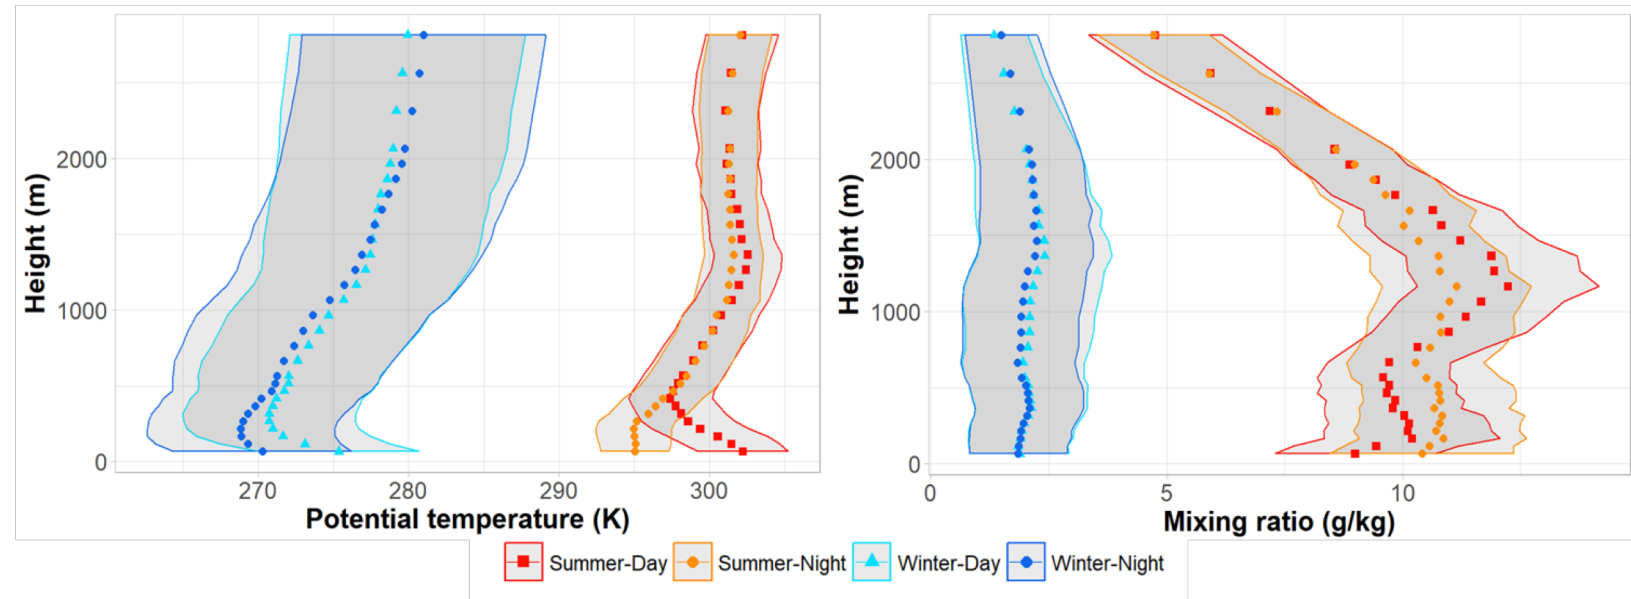 Height (m)
2000
1000
0
270 280 290 300
Potential temperature (K)
Height (m)
2000
1000
0
0 5 10
Mixing ratio (g/kg)
Summer-Day Summer-Night Winter-Day Winter-Night